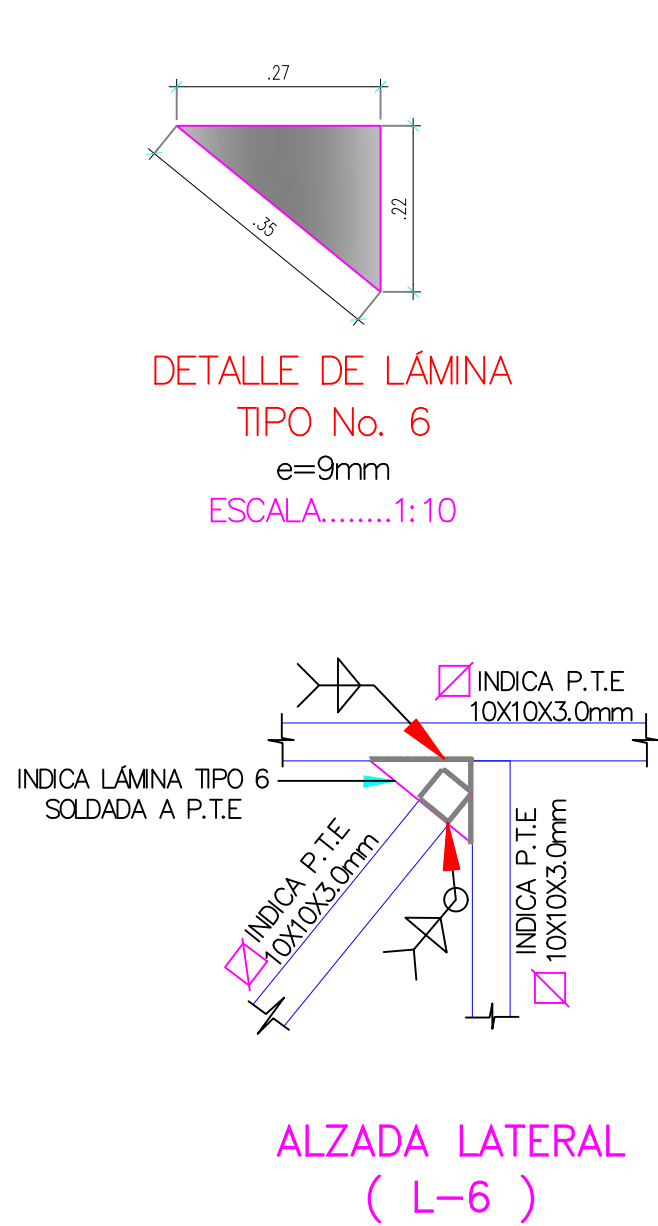 .27
.22
.35
DETALLE DE LÁMINA
TIPO No. 6
e=9mm
ESCALA........1:10
INDICA P.T.E
10X10X3.0mm
INDICA LÁMINA TIPO 6
SOLDADA A P.T.E
INDICA P.T.E
10X10X3.0mm
INDICA P.T.E
10X10X3.0mm
ALZADA LATERAL
( L-6 )